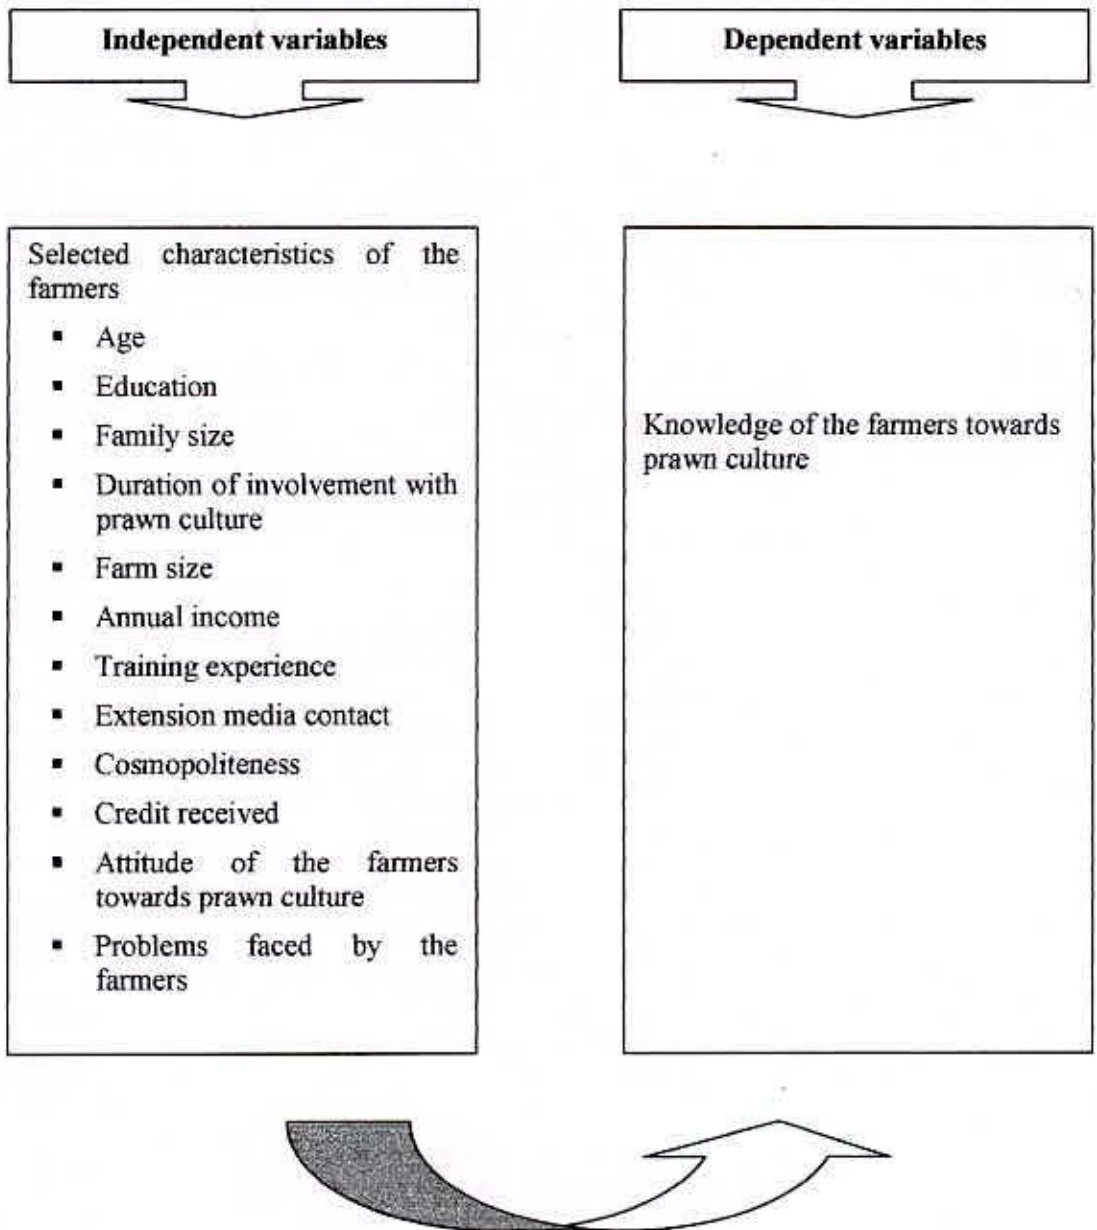 Independent variables
Dependent variables
Selected characteristics of the
farmers
▪ Age
▪ Education
▪ Family size
▪ Duration of involvement with
prawn culture
▪ Farm size
▪ Annual income
▪ Training experience
▪ Extension media contact
▪ Cosmopoliteness
▪ Credit received
▪ Attitude of the farmers
towards prawn culture
▪ Problems faced by the
farmers
Knowledge of the farmers towards
prawn culture